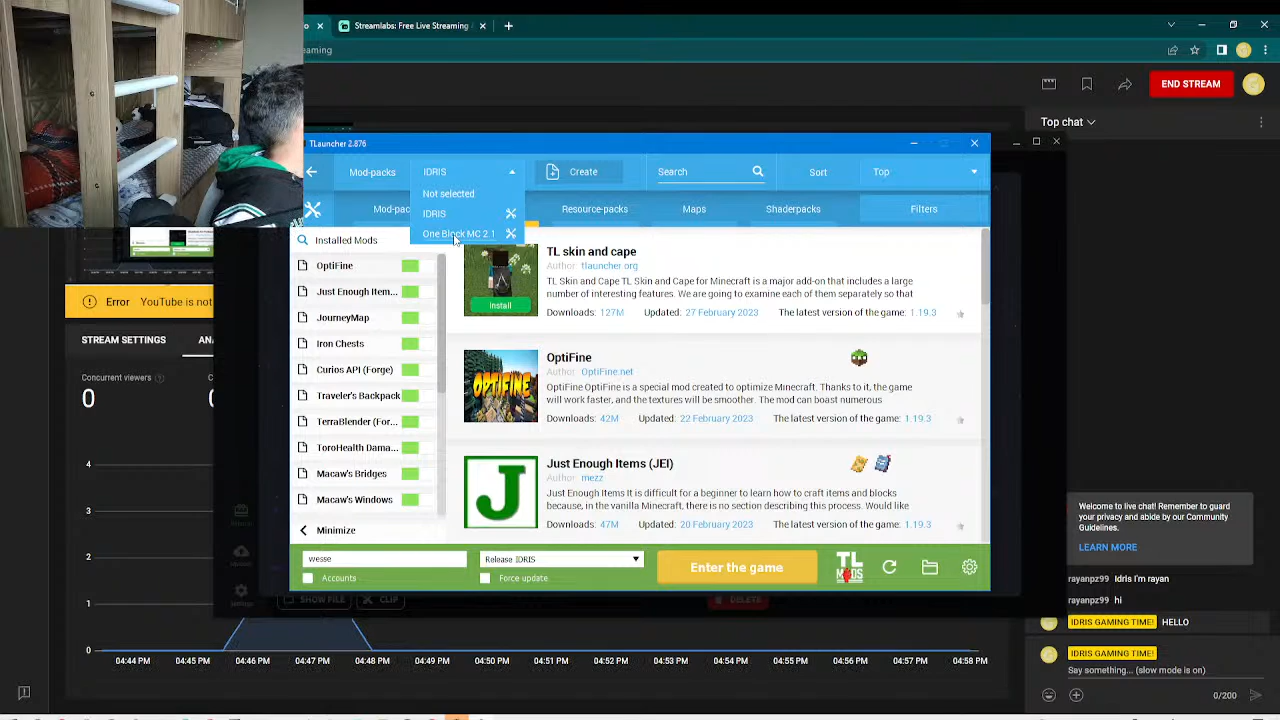 Streamlabs: Free Live Streaming
eaming
END STREAM
Top chat
TLauncher 2.876
Mod-packs
IDRIS
Create
Search
Sort
Top
Not selected
IDRIS
One Block MC 2.1
Mod-pac
Resource-packs
Maps
Shaderpacks
Filters
Installed Mods
OptiFine
Just Enough Item...
JourneyMap
Iron Chests
Curios API (Forge)
Traveler's Backpack
TerraBlender (For...
ToroHealth Dama...
Macaw's Bridges
Macaw's Windows
Minimize
TL skin and cape
Author tlauncher.org
TL Skin and Cape TL Skin and Cape for Minecraft is a major add-on that includes a large
number of interesting features. We are going to examine each of them separately so that
Install
Downloads: 127M Updated: 27 February 2023 The latest version of the game: 1.19.3
OptiFine
Author OptiFine.net
OptiFine OptiFine is a special mod created to optimize Minecraft. Thanks to it, the game
will work faster, and the textures will be smoother. The mod can boast numerous
Downloads: 42M Updated: 22 February 2023 The latest version of the game: 1.19.3
Just Enough Items (JEI)
Author mezz
Just Enough Items It is difficult for a beginner to learn how to craft items and blocks
because, in the vanilla Minecraft, there is no section describing this process. Would like
Downloads: 47M Updated: 20 February 2023 The latest version of the game: 1.19.3
wesse
Release IDRIS
Enter the game
TL
MODS
Accounts
Force update
Error YouTube is not
STREAM SETTINGS
ANA
Concurrent viewers
C
0
4
3
2
1
0
SHOW FILE
CLIP
DELETE
04:44 PM 04:45 PM 04:46 PM 04:47 PM 04:48 PM 04:49 PM 04:50 PM 04:51 PM 04:52 PM 04:53 PM 04:54 PM 04:55 PM 04:56 PM 04:57 PM 04:58 PM
Welcome to live chat! Remember to guard
your privacy and abide by our Community
Guidelines.
LEARN MORE
rayanpz99 Idris I'm rayan
rayanpz99 hi
IDRIS GAMING TIME! HELLO
IDRIS GAMING TIME!
Say something... (slow mode is on)
0/200